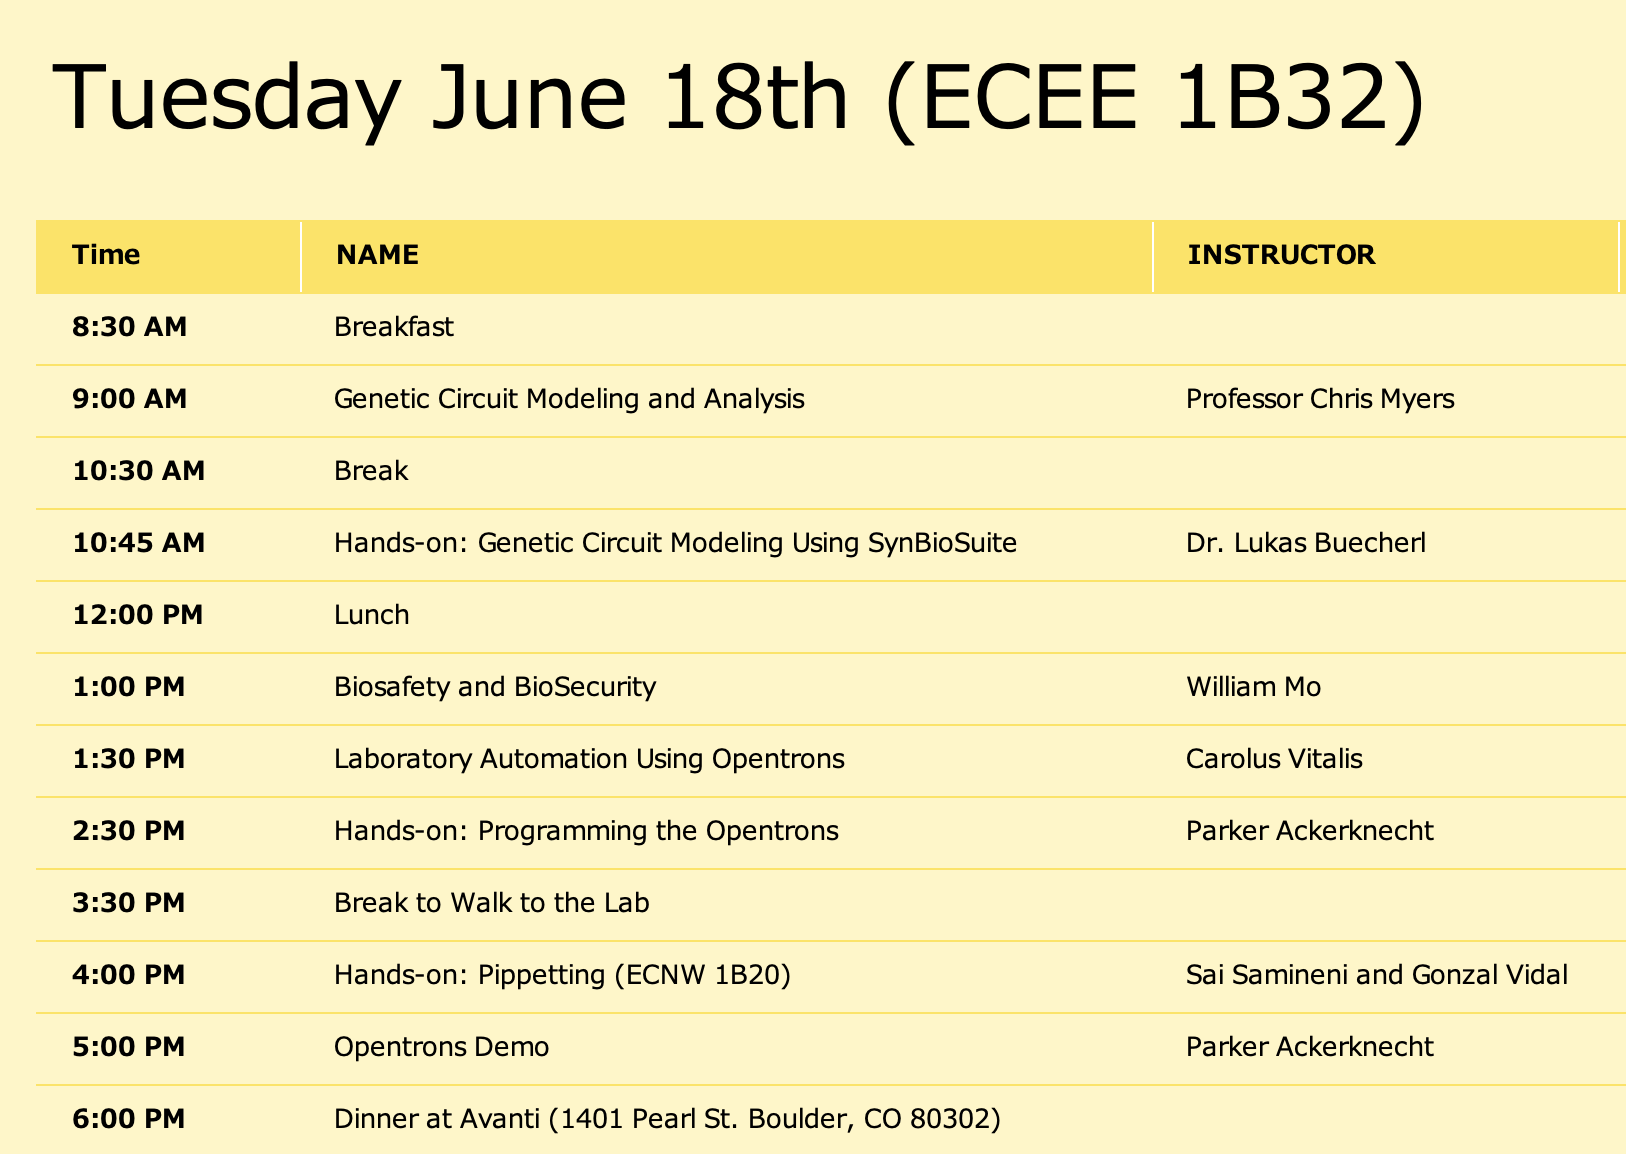 Tuesday June 18th (ECEE 1B32)
Time NAME INSTRUCTOR
8:30 AM Breakfast
9:00 AM Genetic Circuit Modeling and Analysis Professor Chris Myers
10:30 AM Break
10:45 AM Hands-on: Genetic Circuit Modeling Using SynBioSuite Dr. Lukas Buecherl
12:00 PM Lunch
1:00 PM Biosafety and BioSecurity William Mo
1:30 PM Laboratory Automation Using Opentrons Carolus Vitalis
2:30 PM Hands-on: Programming the Opentrons Parker Ackerknecht
3:30 PM Break to Walk to the Lab
4:00 PM Hands-on: Pippetting (ECNW 1B20) Sai Samineni and Gonzal Vidal
5:00 PM Opentrons Demo Parker Ackerknecht
6:00 PM Dinner at Avanti (1401 Pearl St. Boulder, CO 80302)